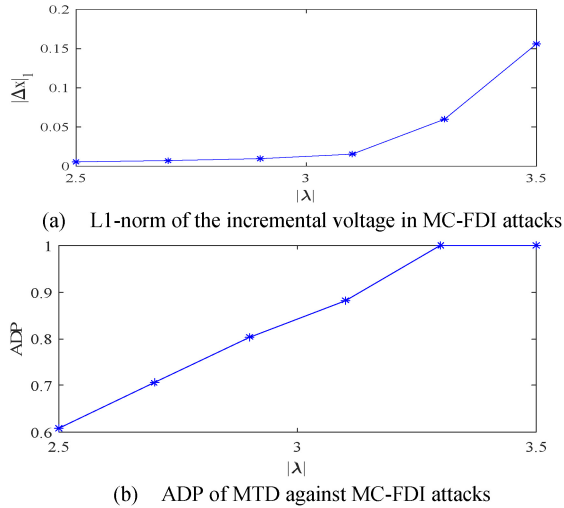 0.2
0.15
0.1
0.05
0
|Δx|₁
2.5 3 3.5
|λ|
(a) L1-norm of the incremental voltage in MC-FDI attacks
1
0.9
0.8
0.7
0.6
ADP
2.5 3 3.5
|λ|
(b) ADP of MTD against MC-FDI attacks